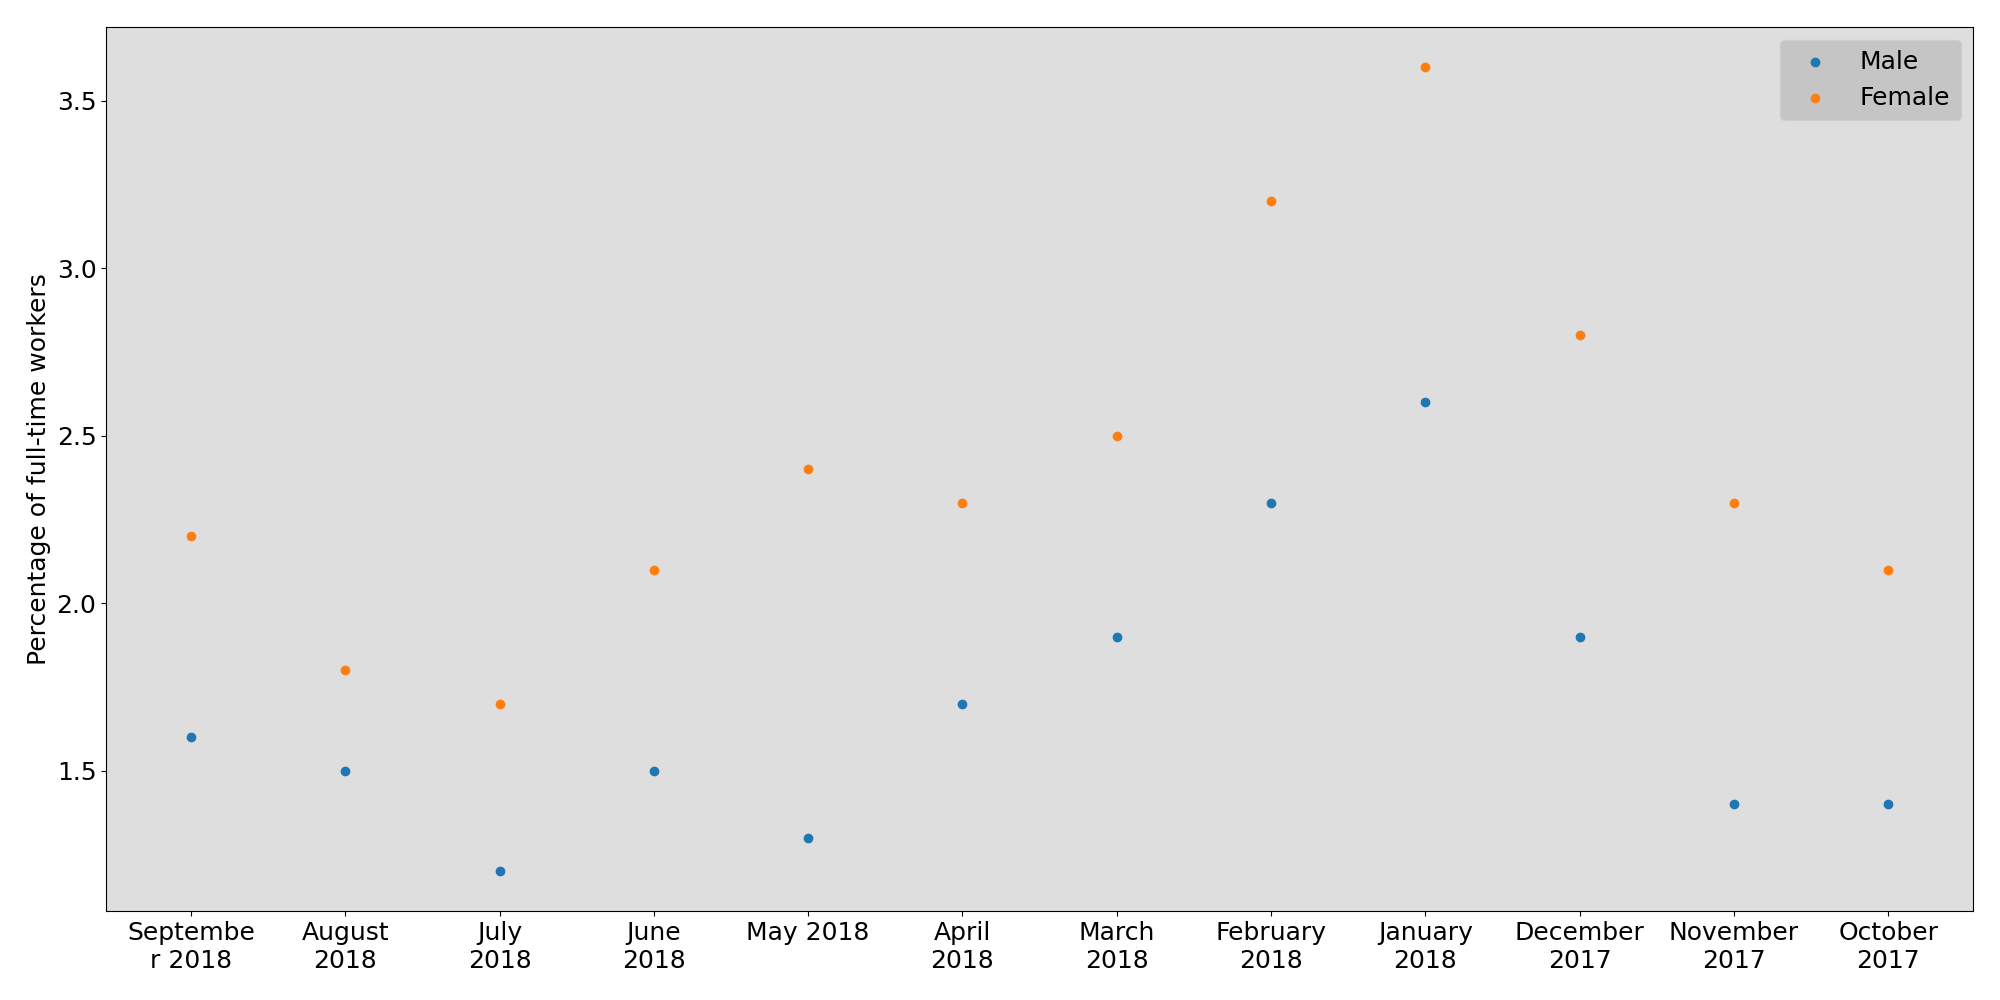 Male
Female
3.5
3.0
2.5
2.0
1.5
Percentage of full-time workers
Septembe
r 2018
August
2018
July
2018
June
2018
May 2018
April
2018
March
2018
February
2018
January
2018
December
2017
November
2017
October
2017